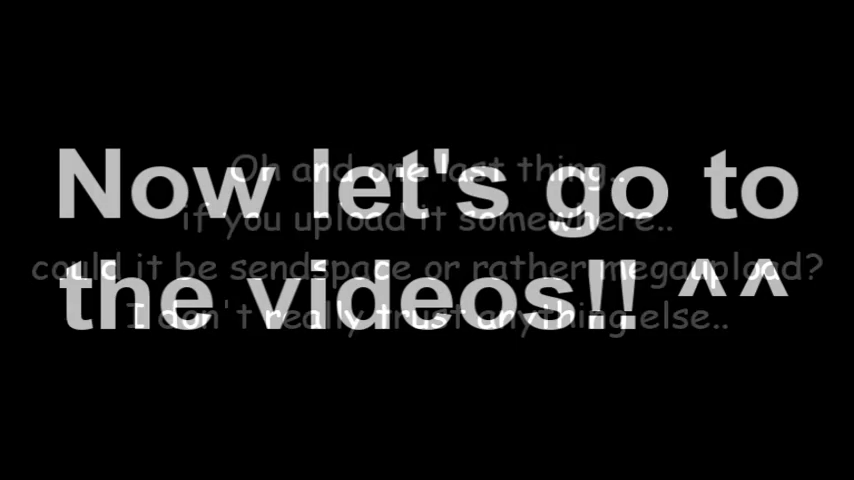 Now let's go to
the videos!! ^^
Oh and one last thing..
if you upload it somewhere..
could it be sendspace or rather megaupload?
I don't really trust anything else..